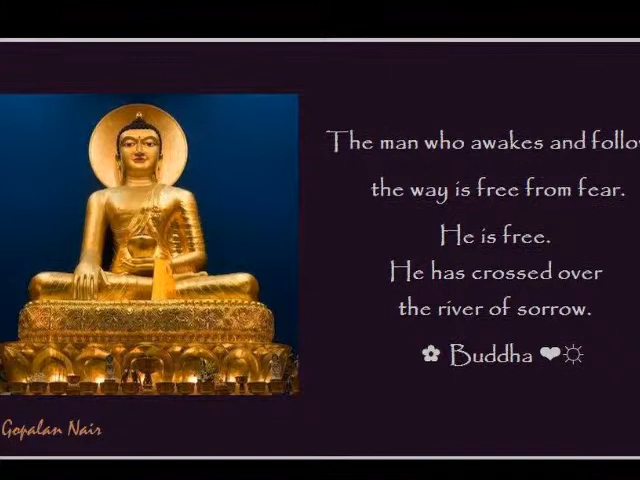 The man who awakes and follow
the way is free from fear.
He is free.
He has crossed over
the river of sorrow.
✿ Buddha ❤☼
Gopalan Nair